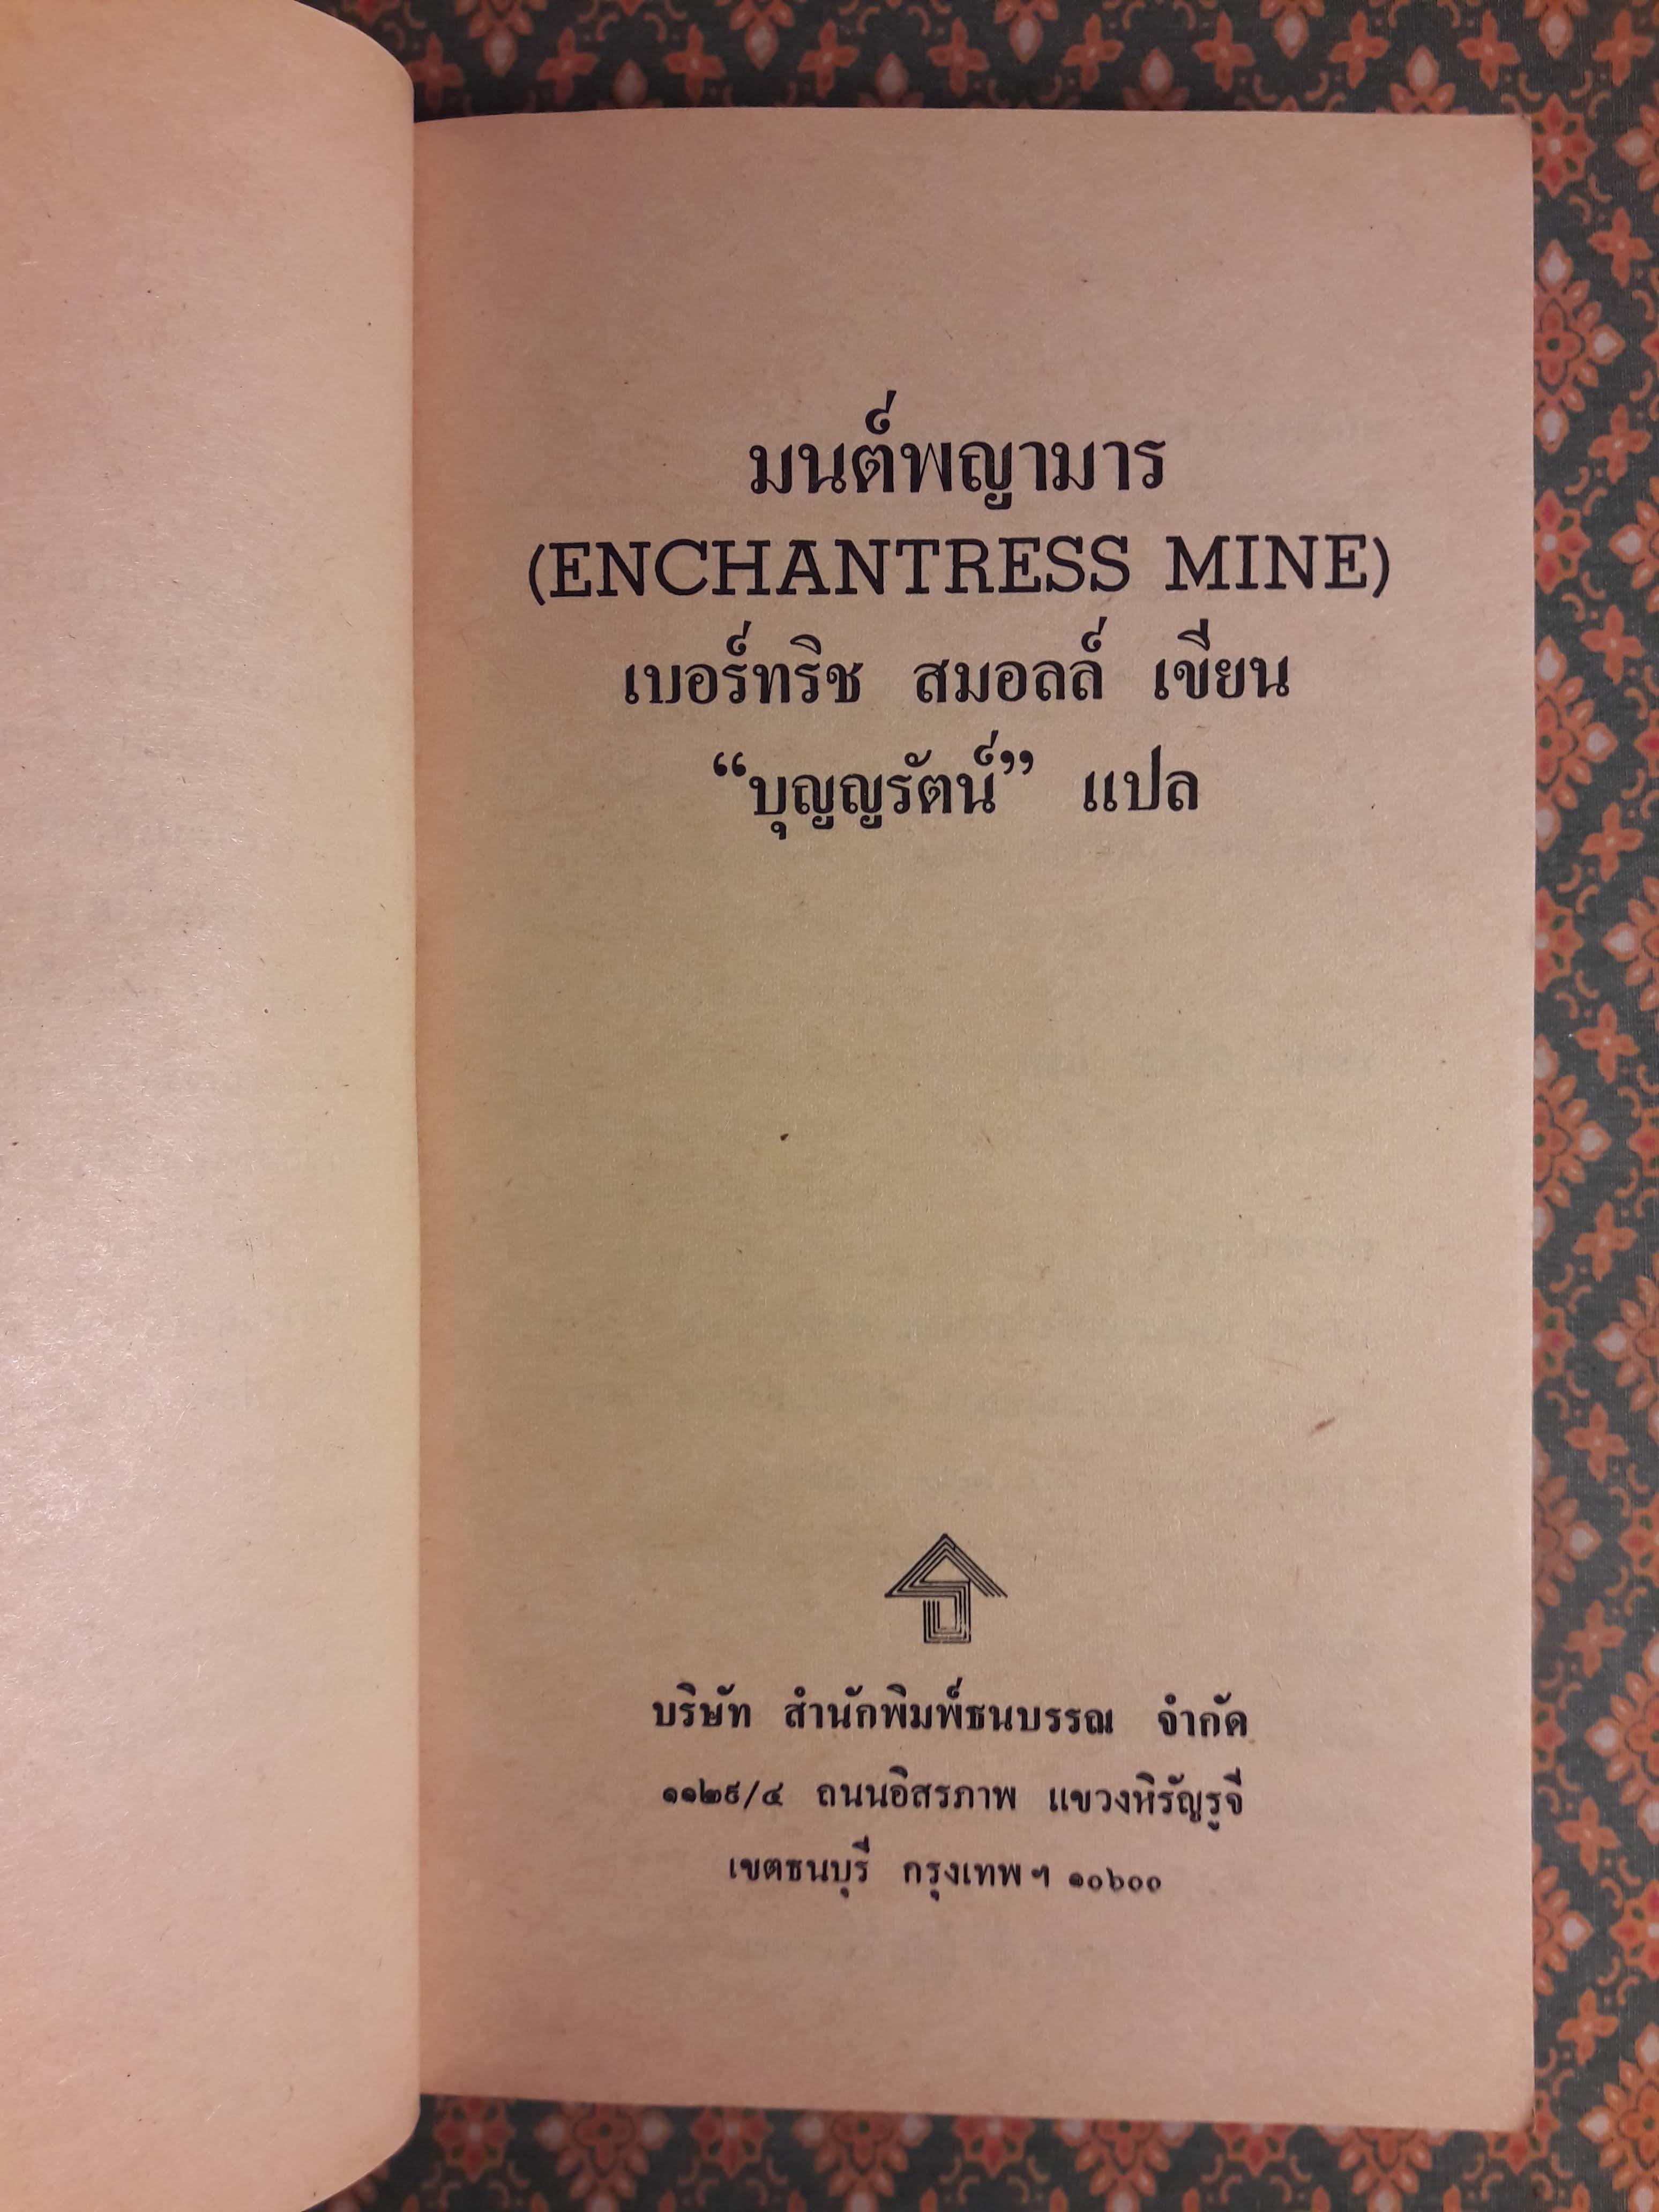 มนต์พญามาร
(ENCHANTRESS MINE)
เบอร์ทริช สมอลล์ เขียน
“บุญญรัตน์” แปล
บริษัท สำนักพิมพ์ธนบรรณ จำกัด
๑๑๒๙/๔ ถนนอิสรภาพ แขวงหิรัญรูจี
เขตธนบุรี กรุงเทพฯ ๑๐๖๐๐